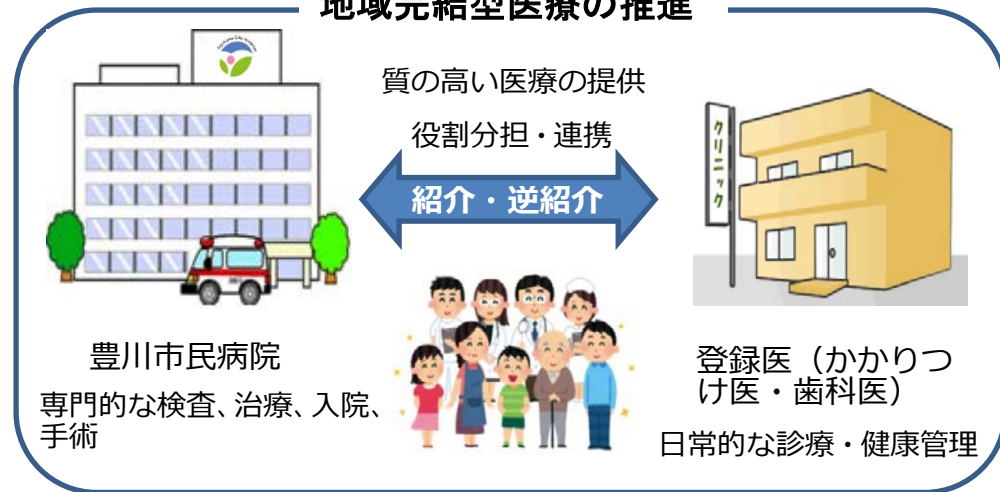 地域完結型医療の推進
質の高い医療の提供
役割分担・連携
紹介・逆紹介
クリニック
豊川市民病院
専門的な検査、治療、入院、
手術
登録医（かかりつ
け医・歯科医）
日常的な診療・健康管理